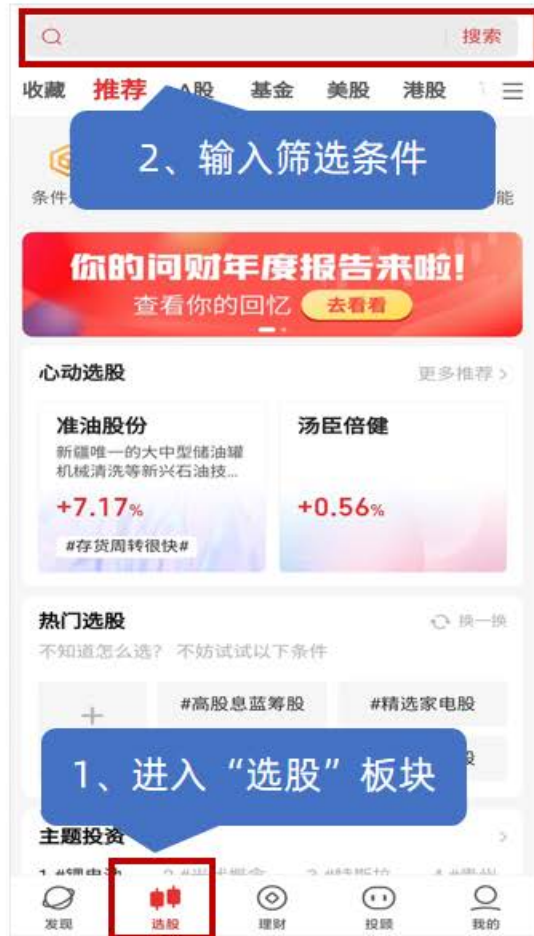 搜索
收藏 推荐 A股 基金 美股 港股
2、输入筛选条件
条件
能
你的问财年度报告来啦!
查看你的回忆 去看看
心动选股 更多推荐 >
准油股份
新疆唯一的大中型储油罐
机械清洗等新兴石油技...
+7.17%
#存货周转很快#
汤臣倍健
+0.56%
热门选股 换一换
不知道怎么选? 不妨试试以下条件
+ #高股息蓝筹股 #精选家电股
1、进入“选股”板块
主题投资 >
发现 选股 理财 投顾 我的